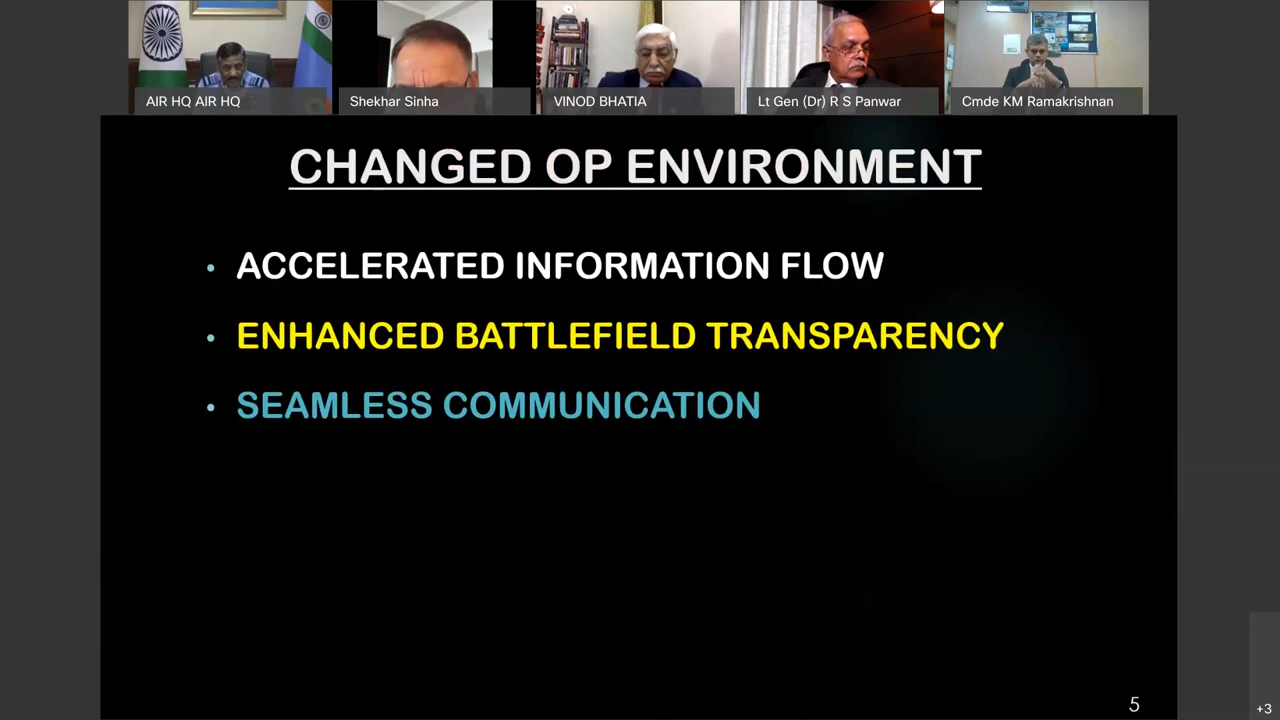 AIR HQ AIR HQ
Shekhar Sinha
VINOD BHATIA
Lt Gen (Dr) R S Panwar
Cmde KM Ramakrishnan
CHANGED OP ENVIRONMENT
• ACCELERATED INFORMATION FLOW
• ENHANCED BATTLEFIELD TRANSPARENCY
• SEAMLESS COMMUNICATION
5
+3